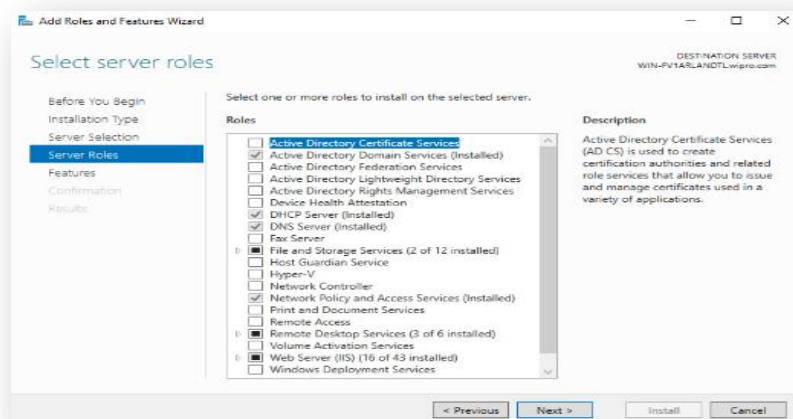 Add Roles and Features Wizard
Select server roles
DESTINATION SERVER
WIN-FV1ARLANDTL.wipro.com
Before You Begin
Installation Type
Server Selection
Server Roles
Features
Confirmation
Results
Select one or more roles to install on the selected server.
Roles
Active Directory Certificate Services
Active Directory Domain Services (Installed)
Active Directory Federation Services
Active Directory Lightweight Directory Services
Active Directory Rights Management Services
Device Health Attestation
DHCP Server (Installed)
DNS Server (Installed)
Fax Server
File and Storage Services (2 of 12 installed)
Host Guardian Service
Hyper-V
Network Controller
Network Policy and Access Services (Installed)
Print and Document Services
Remote Access
Remote Desktop Services (3 of 6 installed)
Volume Activation Services
Web Server (IIS) (16 of 43 installed)
Windows Deployment Services
Description
Active Directory Certificate Services
(AD CS) is used to create
certification authorities and related
role services that allow you to issue
and manage certificates used in a
variety of applications.
< Previous
Next >
Install
Cancel